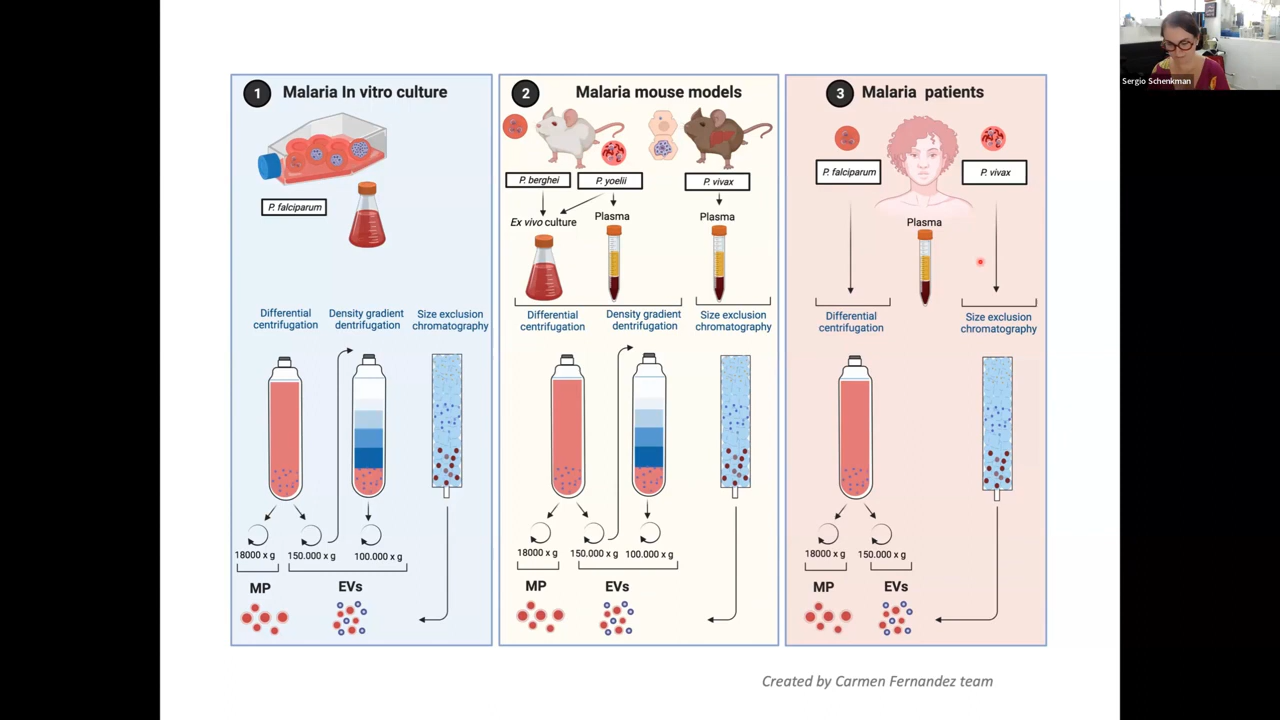 Sergio Schenkman
1 Malaria In vitro culture
P. falciparum
Differential
centrifugation
Density gradient
dentrifugation
Size exclusion
chromatography
18000 x g
150.000 x g
100.000 x g
MP
EVs
2 Malaria mouse models
P. berghei
P. yoelii
P. vivax
Ex vivo culture
Plasma
Plasma
Differential
centrifugation
Density gradient
dentrifugation
Size exclusion
chromatography
18000 x g
150.000 x g
100.000 x g
MP
EVs
3 Malaria patients
P. falciparum
P. vivax
Plasma
Differential
centrifugation
Size exclusion
chromatography
18000 x g
150.000 x g
MP
EVs
Created by Carmen Fernandez team